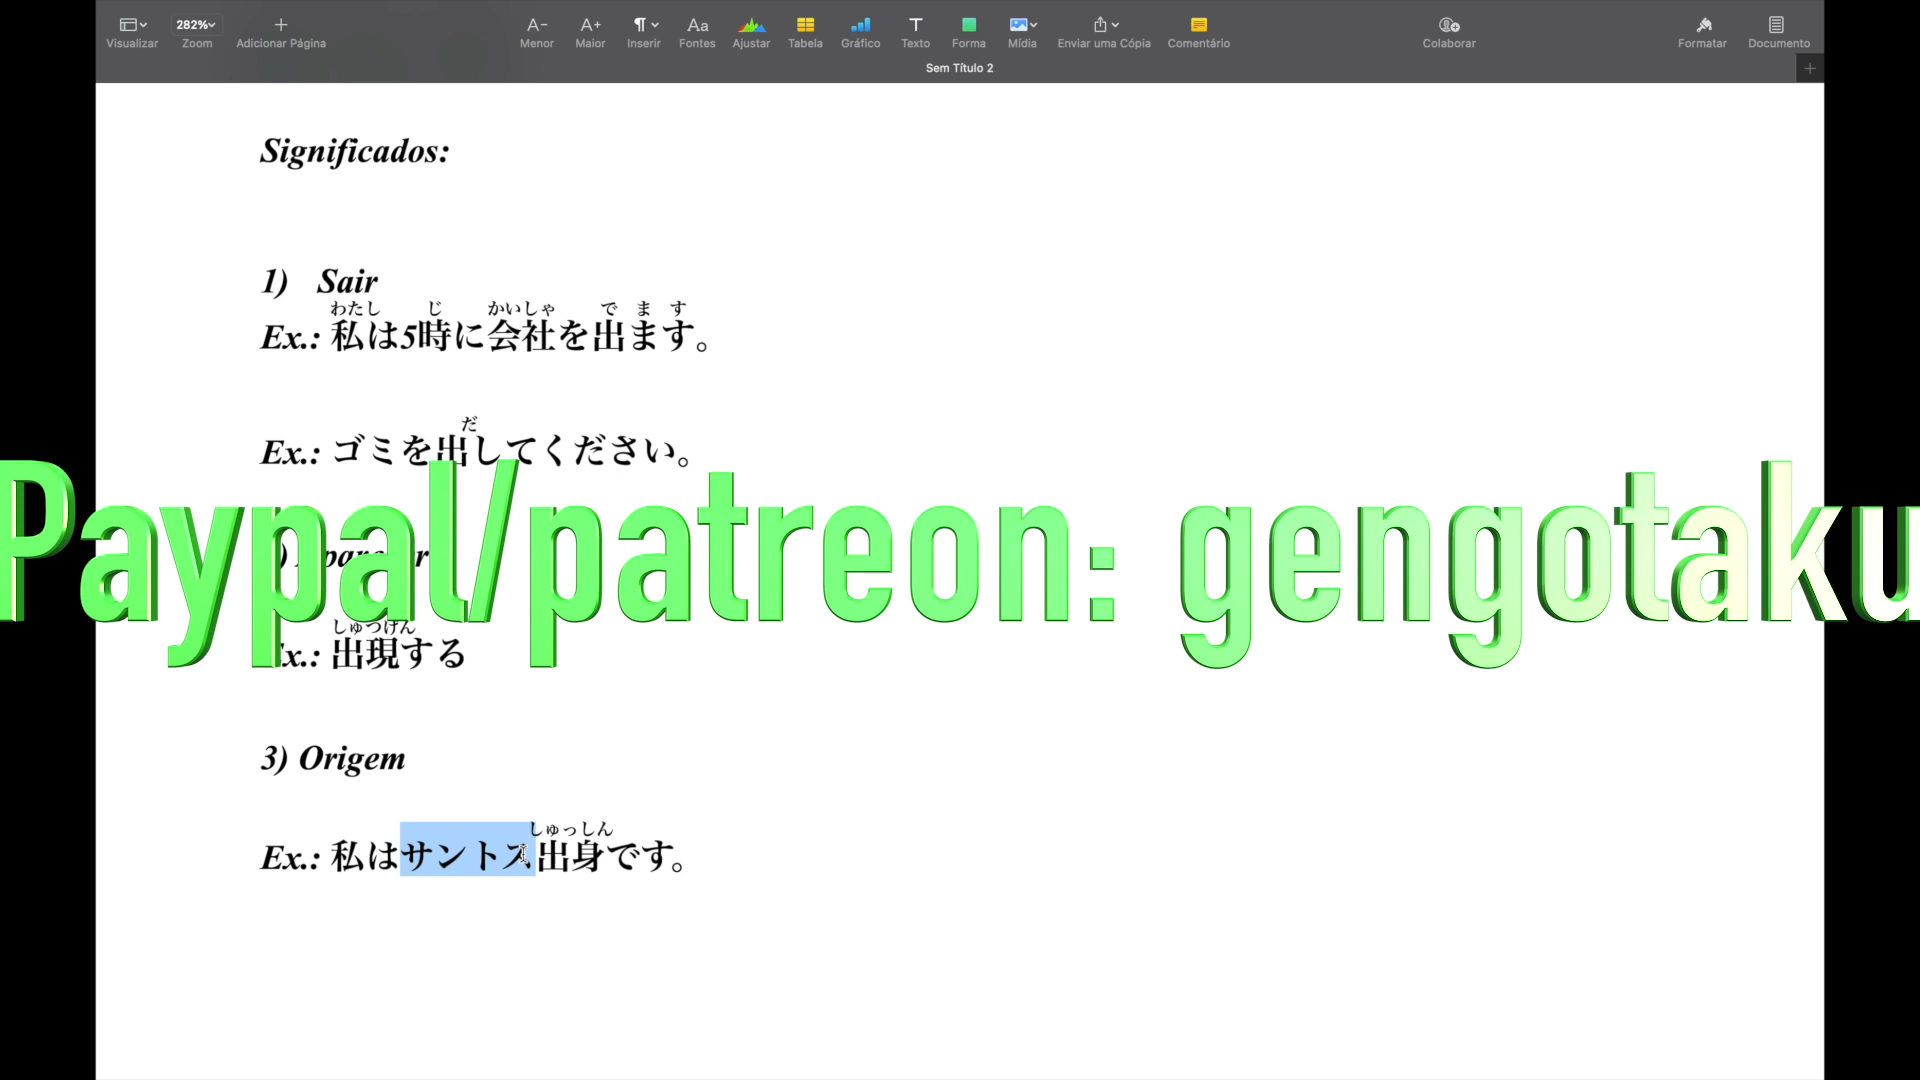 Visualizar
282%
Zoom
Adicionar Página
Menor
Maior
Inserir
Fontes
Ajustar
Tabela
Gráfico
Texto
Forma
Mídia
Enviar uma Cópia
Comentário
Colaborar
Formatar
Documento
Sem Título 2
Significados:
1) Sair
わたし じ かいしゃ で ま す
Ex.: 私は5時に会社を出ます。
だ
Ex.: ゴミを出してください。
Paypal/patreon: gengotaku
しゅつげん
Ex.: 出現する
3) Origem
しゅっしん
Ex.: 私はサントス出身です。